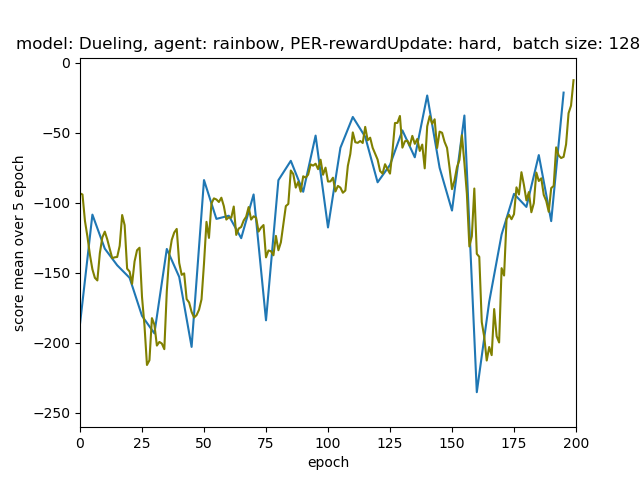 model: Dueling, agent: rainbow, PER-rewardUpdate: hard,  batch size: 128
score mean over 5 epoch
0
−50
−100
−150
−200
−250
0 25 50 75 100 125 150 175 200
epoch